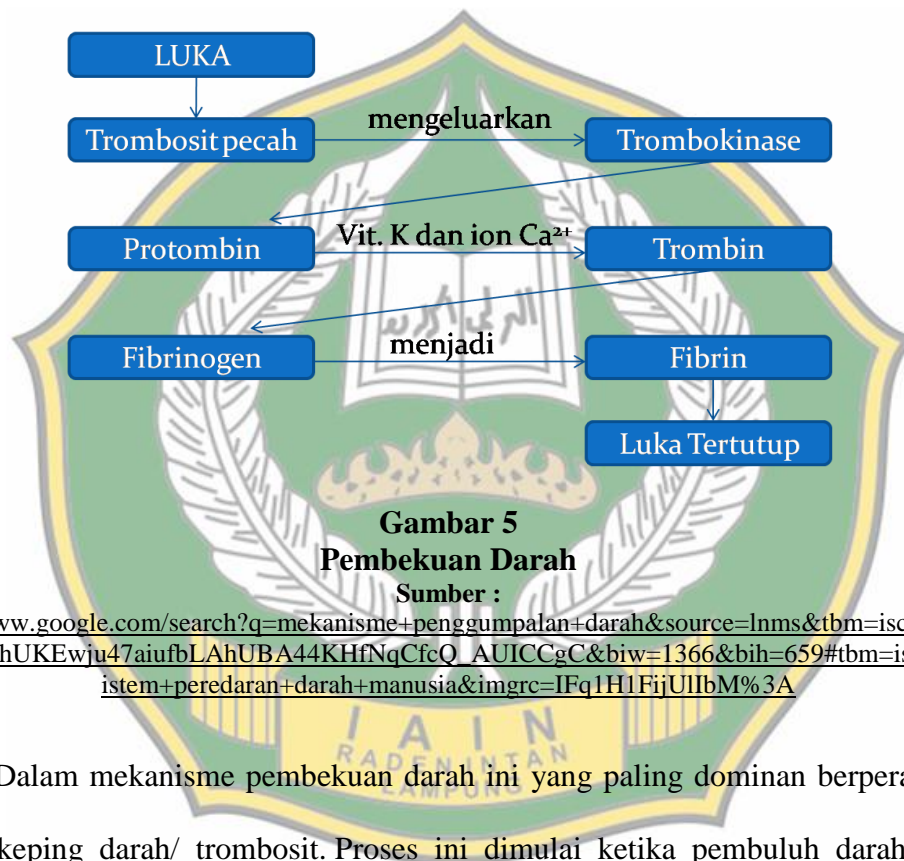 LUKA
Trombosit pecah mengeluarkan Trombokinase
Protombin Vit. K dan ion Ca²⁺ Trombin
Fibrinogen menjadi Fibrin
Luka Tertutup
Gambar 5
Pembekuan Darah
Sumber :
ww.google.com/search?q=mekanisme+penggumpalan+darah&source=lnms&tbm=isc
hUKEwju47aiufbLAhUBA44KHfNqCfcQ_AUICCgC&biw=1366&bih=659#tbm=is
istem+peredaran+darah+manusia&imgrc=IFq1H1FijUlIbM%3A
IAIN
RADEN INTAN
LAMPUNG
Dalam mekanisme pembekuan darah ini yang paling dominan berpera
keping darah/ trombosit. Proses ini dimulai ketika pembuluh darah